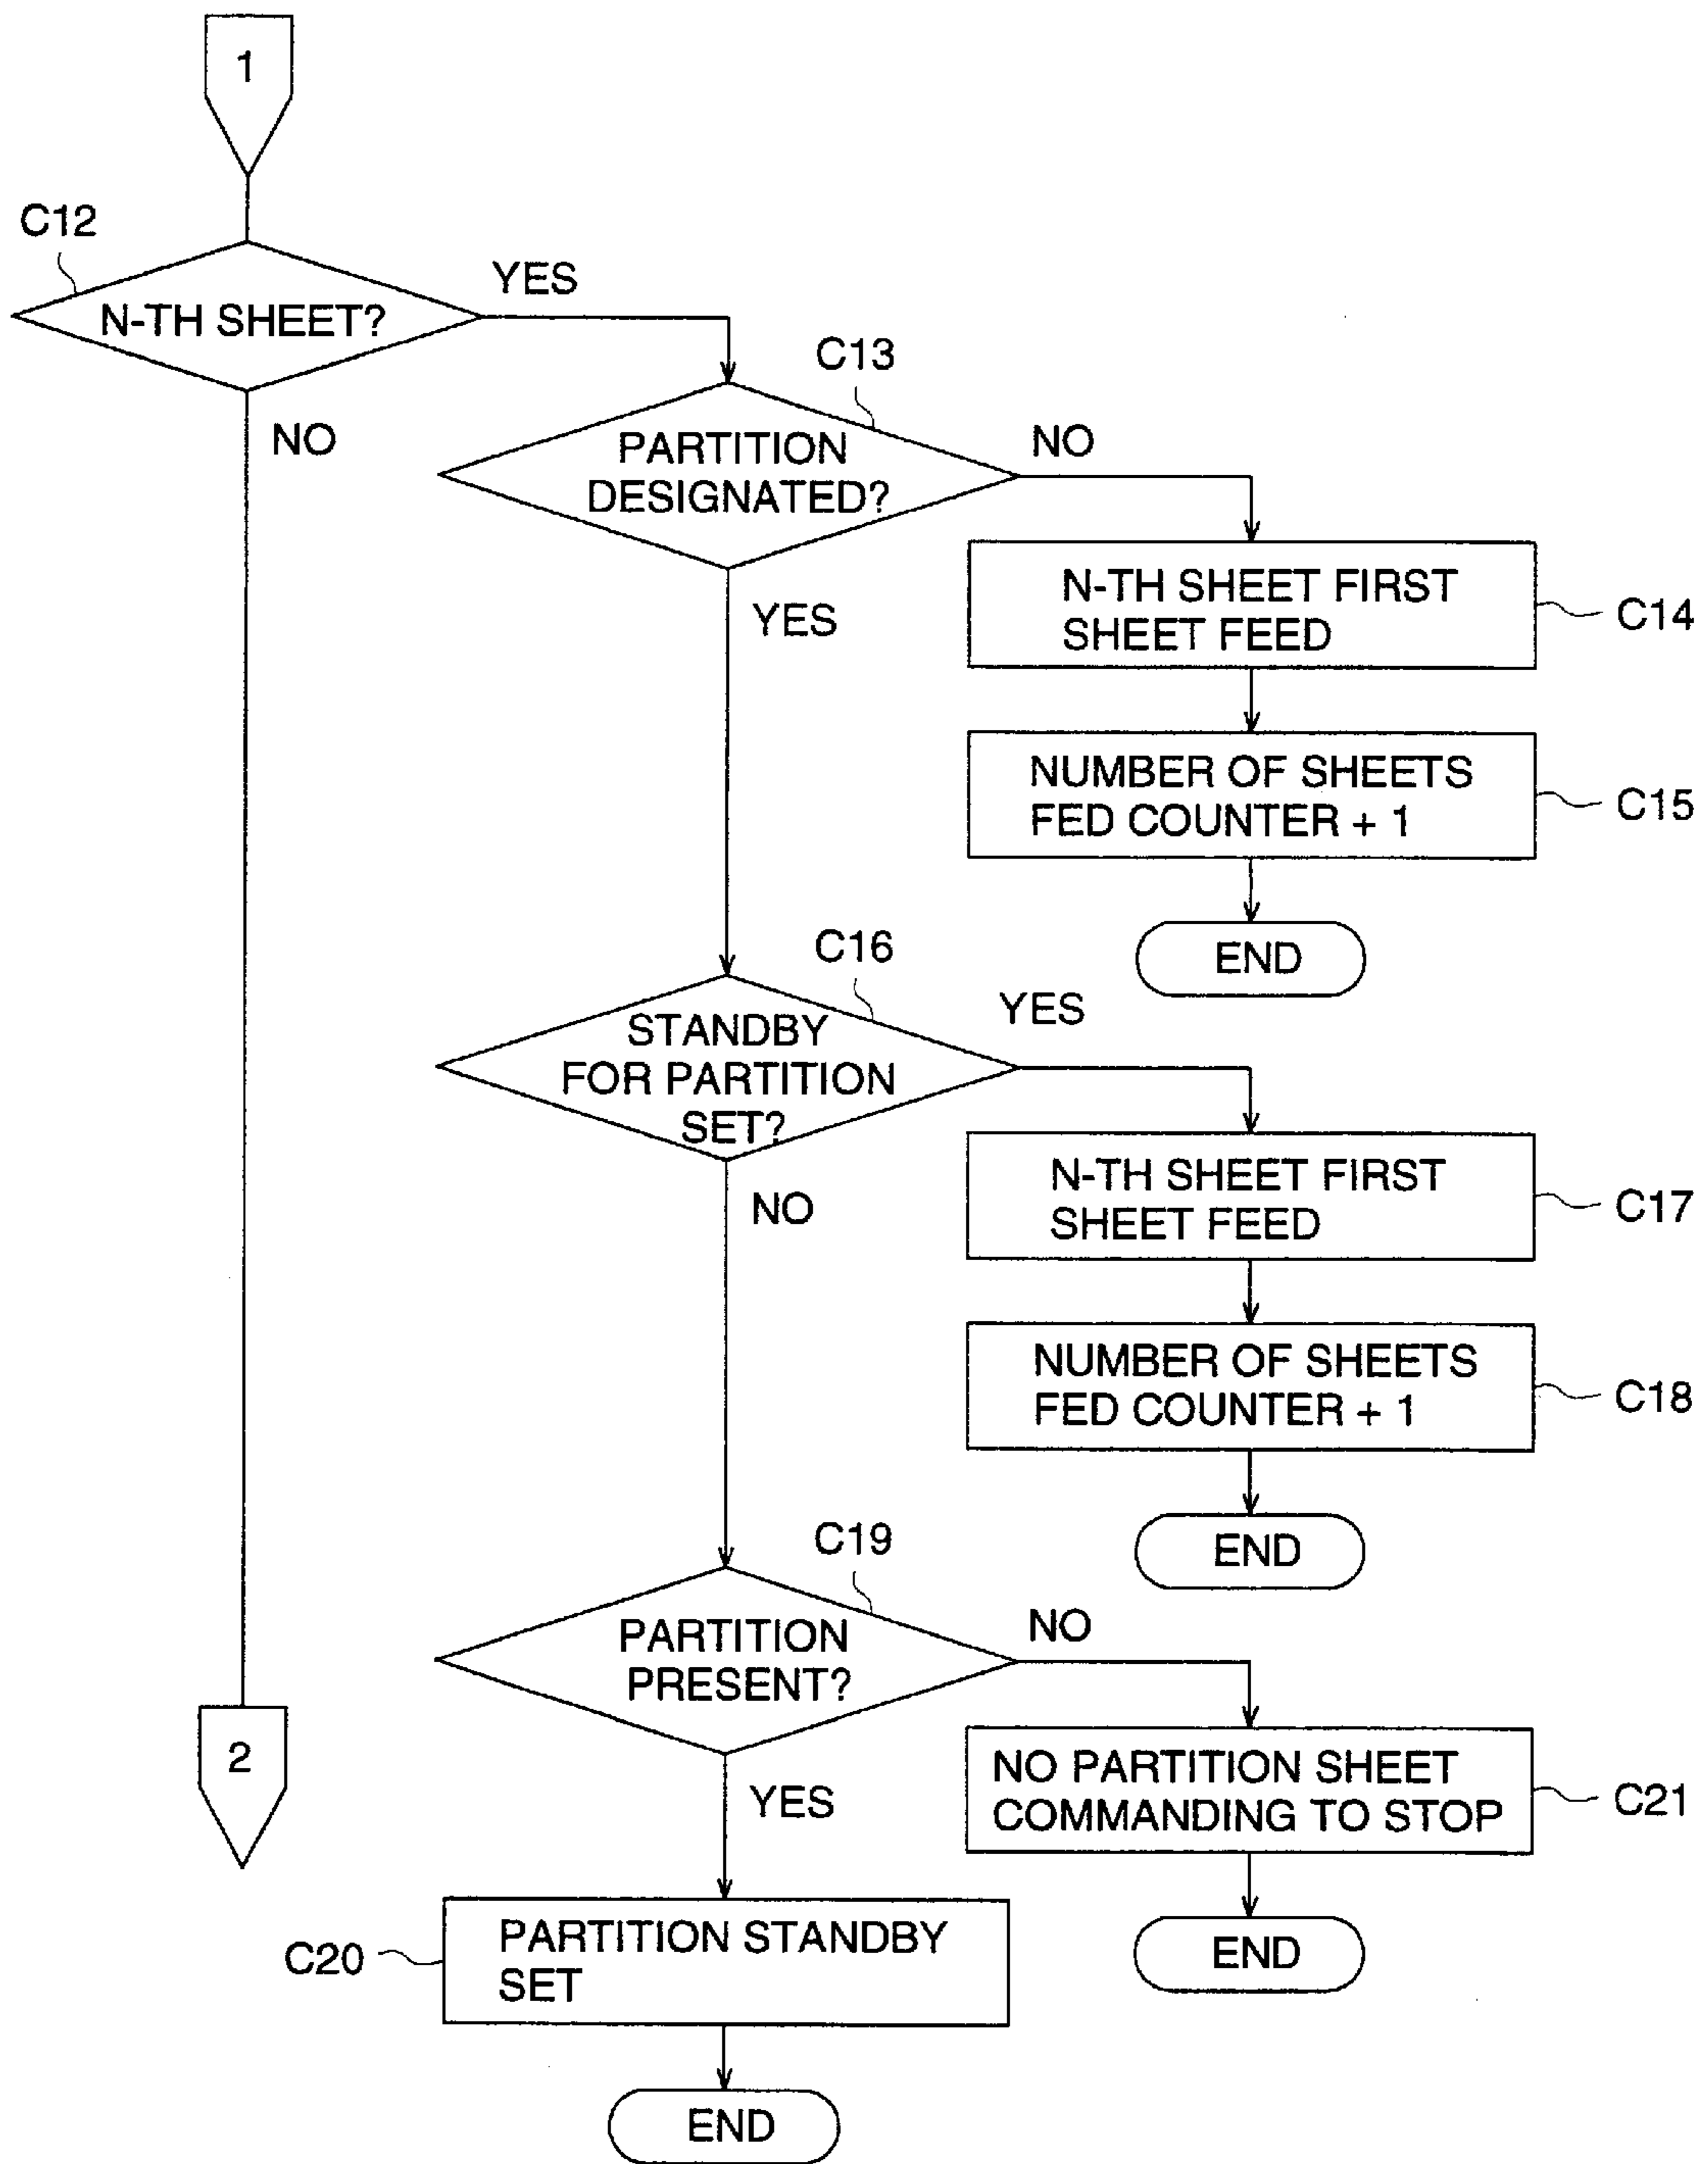 1
C12
N-TH SHEET?
YES
NO
C13
PARTITION
DESIGNATED?
NO
YES
N-TH SHEET FIRST
SHEET FEED
C14
NUMBER OF SHEETS
FED COUNTER + 1
C15
END
C16
STANDBY
FOR PARTITION
SET?
YES
NO
N-TH SHEET FIRST
SHEET FEED
C17
NUMBER OF SHEETS
FED COUNTER + 1
C18
END
C19
PARTITION
PRESENT?
NO
YES
2
NO PARTITION SHEET
COMMANDING TO STOP
C21
END
C20
PARTITION STANDBY
SET
END